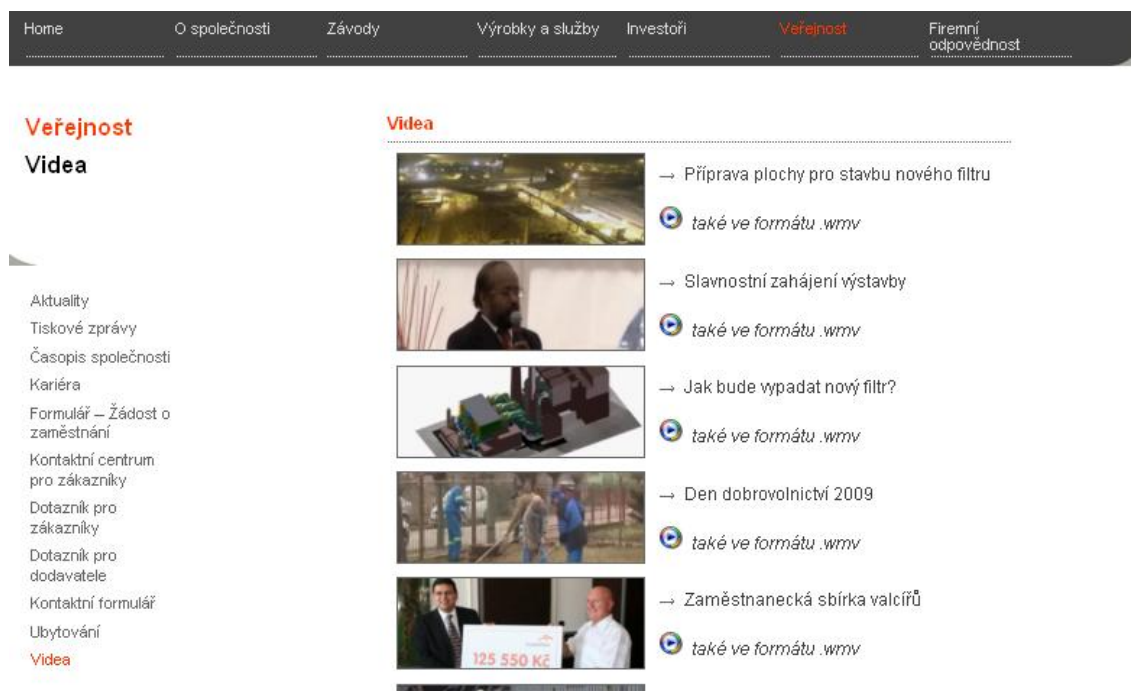 Home
O společnosti
Závody
Výrobky a služby
Investoři
Veřejnost
Firemní
odpovědnost
Veřejnost
Videa
Aktuality
Tiskové zprávy
Časopis společnosti
Kariéra
Formulář – Žádost o
zaměstnání
Kontaktní centrum
pro zákazníky
Dotazník pro
zákazníky
Dotazník pro
dodavatele
Kontaktní formulář
Ubytování
Videa
Videa
→ Příprava plochy pro stavbu nového filtru
také ve formátu .wmv
→ Slavnostní zahájení výstavby
také ve formátu .wmv
→ Jak bude vypadat nový filtr?
také ve formátu .wmv
→ Den dobrovolnictví 2009
také ve formátu .wmv
→ Zaměstnanecká sbírka valcířů
také ve formátu .wmv
125 550 Kč